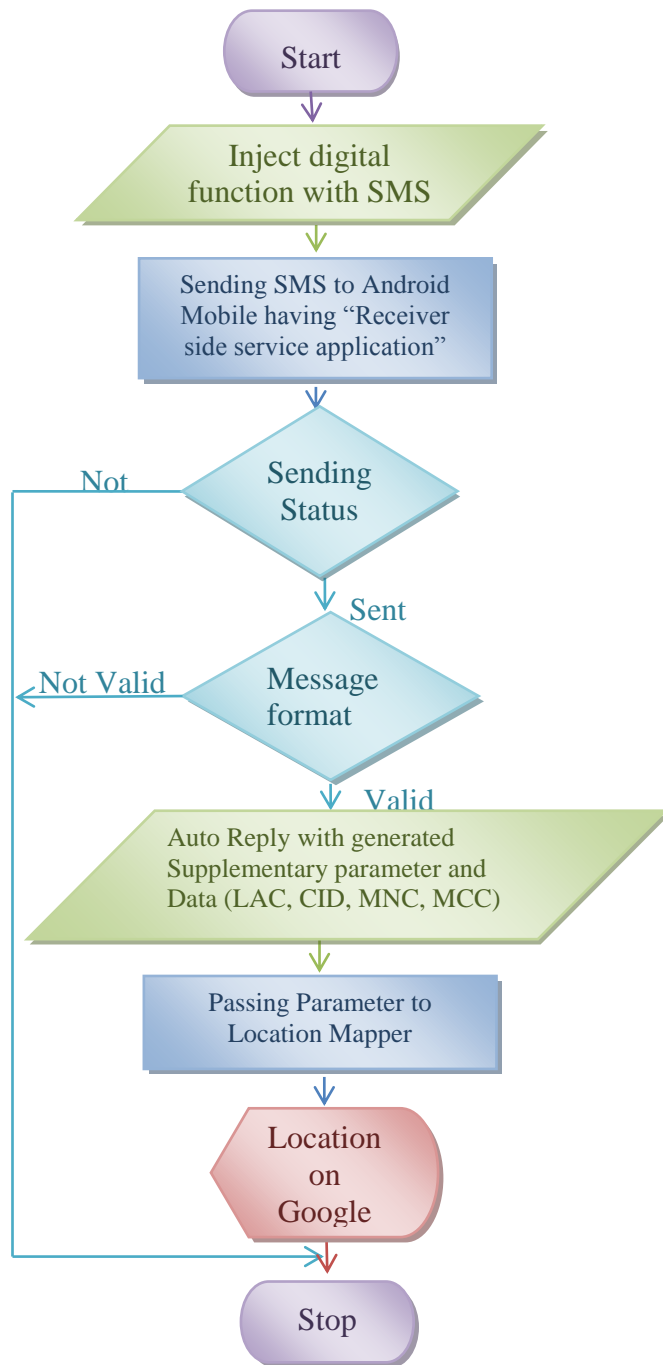 Start
Inject digital
function with SMS
Sending SMS to Android
Mobile having “Receiver
side service application”
Sending
Status
Not
Sent
Message
format
Not Valid
Valid
Auto Reply with generated
Supplementary parameter and
Data (LAC, CID, MNC, MCC)
Passing Parameter to
Location Mapper
Location
on
Google
Stop